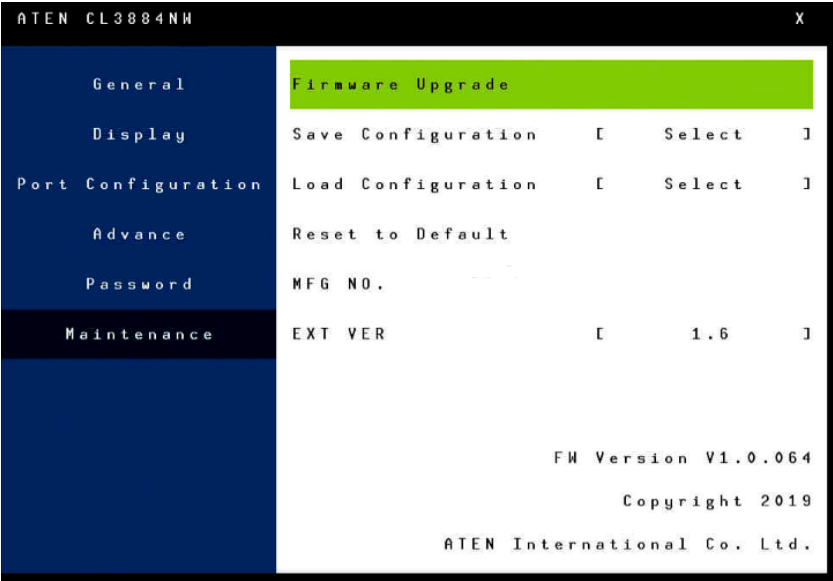 ATEN CL3884NW X
General
Display
Port Configuration
Advance
Password
Maintenance
Firmware Upgrade
Save Configuration [ Select ]
Load Configuration [ Select ]
Reset to Default
MFG NO.
EXT VER [ 1.6 ]
FW Version V1.0.064
Copyright 2019
ATEN International Co. Ltd.